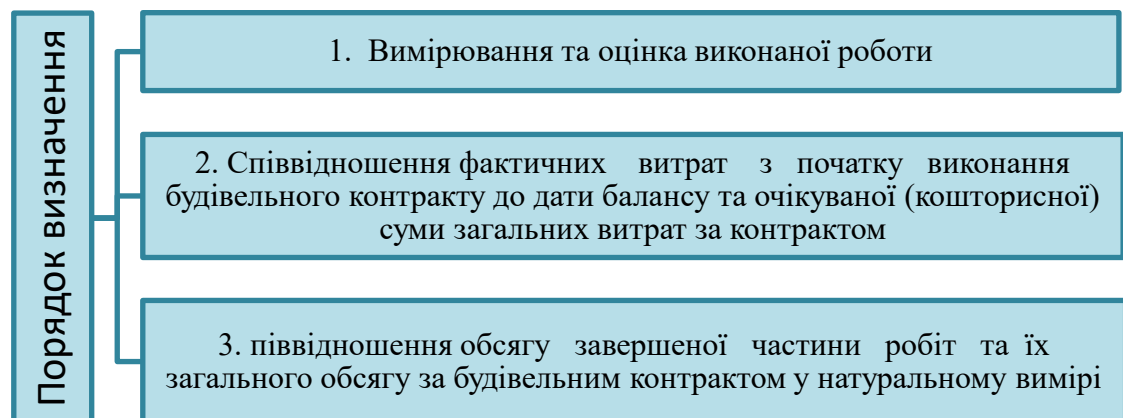 Порядок визначення
1. Вимірювання та оцінка виконаної роботи
2. Співвідношення фактичних витрат з початку виконання
будівельного контракту до дати балансу та очікуваної (кошторисної)
суми загальних витрат за контрактом
3. піввідношення обсягу завершеної частини робіт та їх
загального обсягу за будівельним контрактом у натуральному вимірі